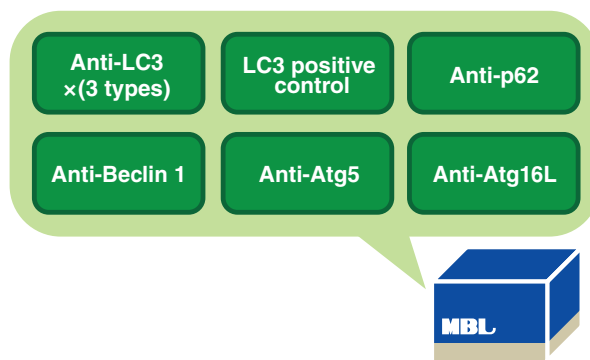 Anti-LC3
×(3 types)
LC3 positive
control
Anti-p62
Anti-Beclin 1
Anti-Atg5
Anti-Atg16L
MBL